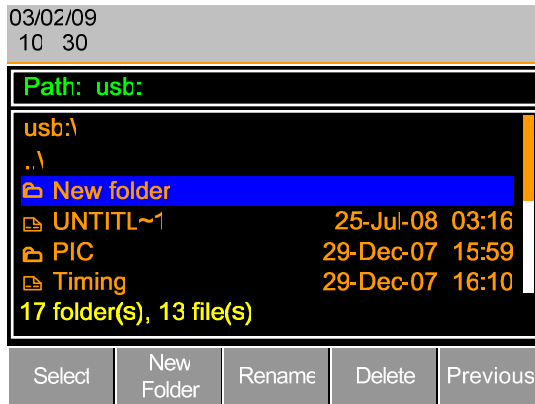 03/02/09
10 30
Path: usb:
usb:\
..\
New folder
UNTITL~1 25-Jul-08 03:16
PIC 29-Dec-07 15:59
Timing 29-Dec-07 16:10
17 folder(s), 13 file(s)
Select New Folder Rename Delete Previous